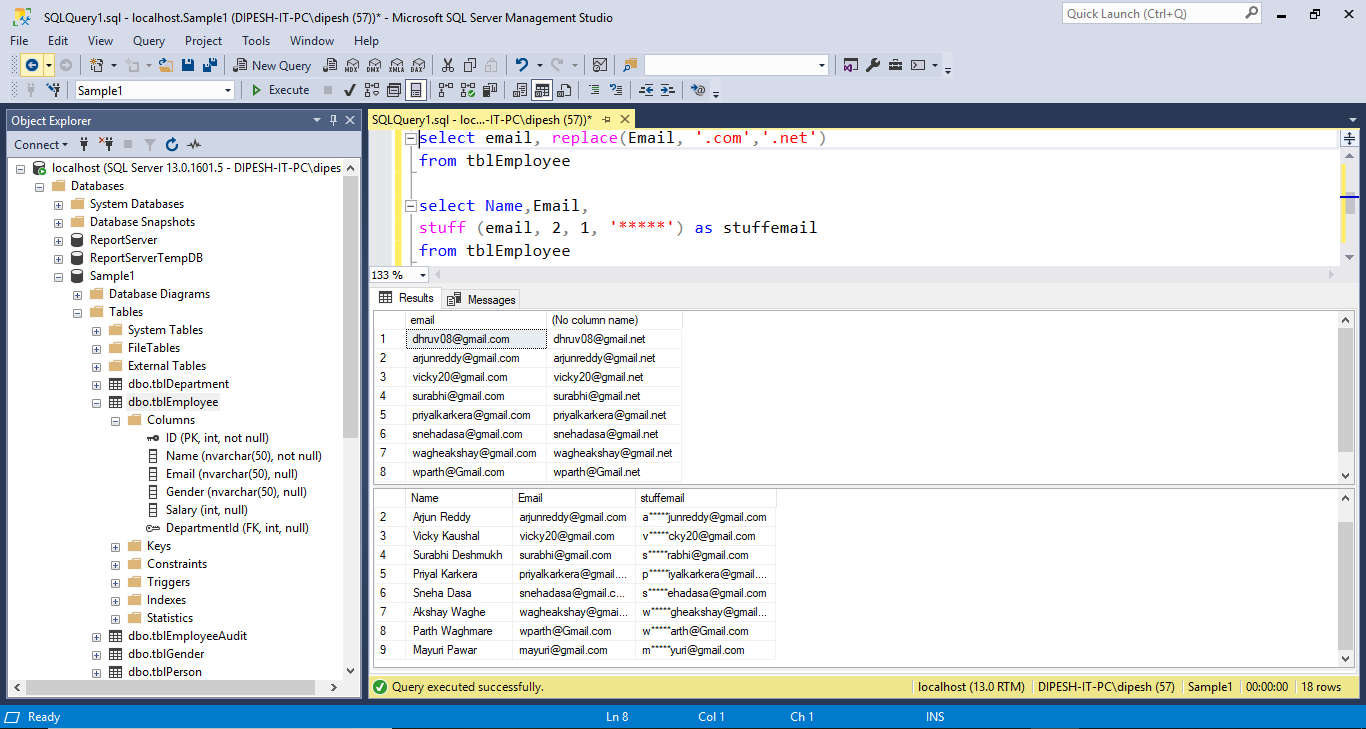 SQLQuery1.sql - localhost.Sample1 (DIPESH-IT-PC\dipesh (57))* - Microsoft SQL Server Management Studio
Quick Launch (Ctrl+Q)
File Edit View Query Project Tools Window Help
New Query MDX DMX XMLA DAX
Sample1 Execute
Object Explorer
Connect
localhost (SQL Server 13.0.1601.5 - DIPESH-IT-PC\dipes
Databases
System Databases
Database Snapshots
ReportServer
ReportServerTempDB
Sample1
Database Diagrams
Tables
System Tables
FileTables
External Tables
dbo.tblDepartment
dbo.tblEmployee
Columns
ID (PK, int, not null)
Name (nvarchar(50), not null)
Email (nvarchar(50), null)
Gender (nvarchar(50), null)
Salary (int, null)
DepartmentId (FK, int, null)
Keys
Constraints
Triggers
Indexes
Statistics
dbo.tblEmployeeAudit
dbo.tblGender
dbo.tblPerson
SQLQuery1.sql - loc...-IT-PC\dipesh (57))*
select email, replace(Email, '.com','.net')
from tblEmployee
select Name,Email,
stuff (email, 2, 1, '*****') as stuffemail
from tblEmployee
133 %
Results Messages
email (No column name)
1 dhruv08@gmail.com dhruv08@gmail.net
2 arjunreddy@gmail.com arjunreddy@gmail.net
3 vicky20@gmail.com vicky20@gmail.net
4 surabhi@gmail.com surabhi@gmail.net
5 priyalkarkera@gmail.com priyalkarkera@gmail.net
6 snehadasa@gmail.com snehadasa@gmail.net
7 wagheakshay@gmail.com wagheakshay@gmail.net
8 wparth@Gmail.com wparth@Gmail.net
Name Email stuffemail
2 Arjun Reddy arjunreddy@gmail.com a*****junreddy@gmail.com
3 Vicky Kaushal vicky20@gmail.com v*****cky20@gmail.com
4 Surabhi Deshmukh surabhi@gmail.com s*****rabhi@gmail.com
5 Priyal Karkera priyalkarkera@gmail.... p*****iyalkarkera@gmail....
6 Sneha Dasa snehadasa@gmail.c... s*****ehadasa@gmail.com
7 Akshay Waghe wagheakshay@gmai... w*****gheakshay@gmail...
8 Parth Waghmare wparth@Gmail.com w*****arth@Gmail.com
9 Mayuri Pawar mayuri@gmail.com m*****yuri@gmail.com
Query executed successfully. localhost (13.0 RTM) DIPESH-IT-PC\dipesh (57) Sample1 00:00:00 18 rows
Ready Ln 8 Col 1 Ch 1 INS